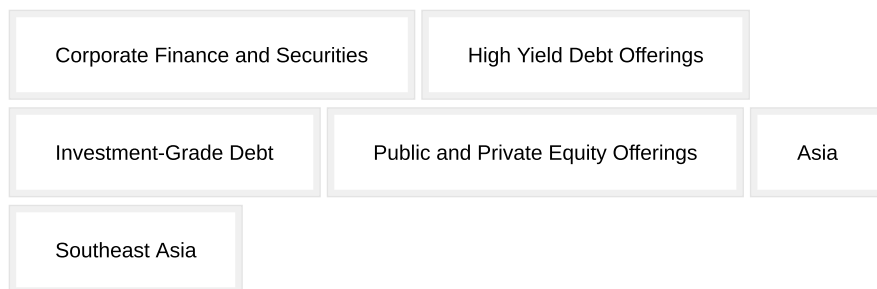 Corporate Finance and Securities High Yield Debt Offerings
Investment-Grade Debt Public and Private Equity Offerings Asia
Southeast Asia